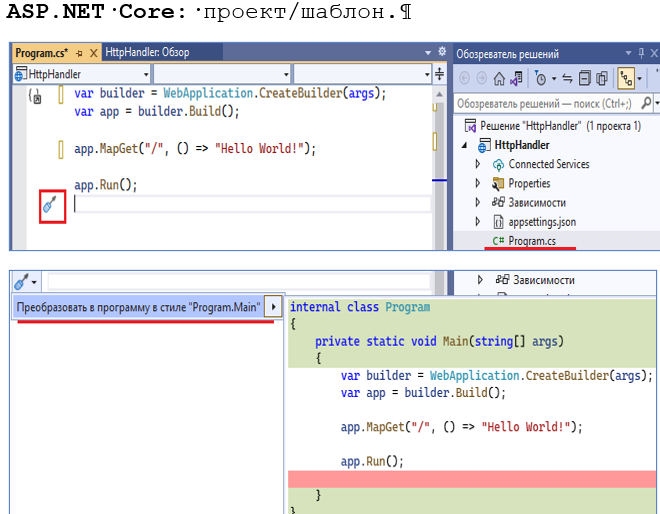 ASP.NET·Core:·проект/шаблон.¶
Program.cs* HttpHandler: Обзор
HttpHandler
var builder = WebApplication.CreateBuilder(args);
var app = builder.Build();
app.MapGet("/", () => "Hello World!");
app.Run();
Обозреватель решений
Обозреватель решений — поиск (Ctrl+;)
Решение "HttpHandler" (1 проекта 1)
HttpHandler
Connected Services
Properties
Зависимости
appsettings.json
C# Program.cs
Зависимости
Преобразовать в программу в стиле "Program.Main"
internal class Program
{
private static void Main(string[] args)
{
var builder = WebApplication.CreateBuilder(args);
var app = builder.Build();
app.MapGet("/", () => "Hello World!");
app.Run();
}
}